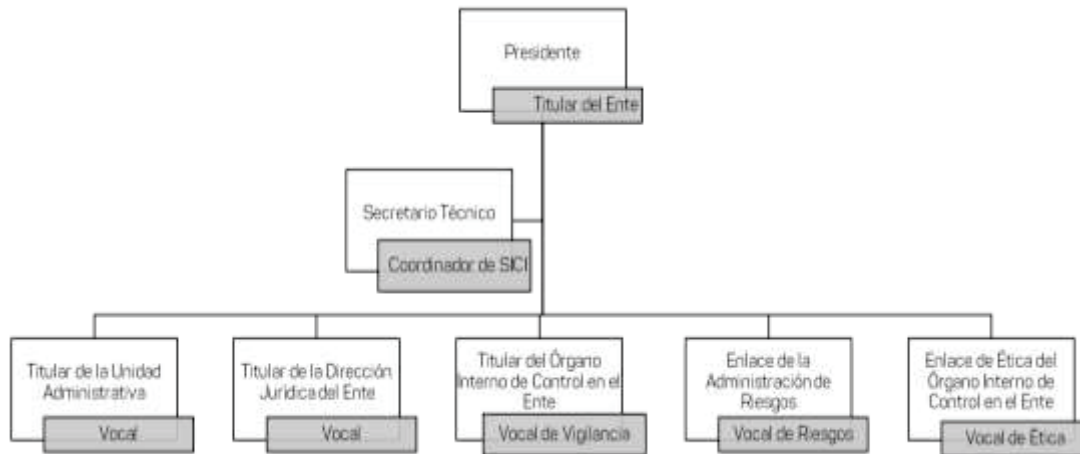 Presidente
Titular del Ente
Secretario Técnico
Coordinador de SICI
Titular de la Unidad
Administrativa
Vocal
Titular de la Dirección
Jurídica del Ente
Vocal
Titular del Órgano
Interno de Control en el
Ente
Vocal de Vigilancia
Enlace de la
Administración de
Riesgos
Vocal de Riesgos
Enlace de Ética del
Órgano Interno de
Control en el Ente
Vocal de Ética